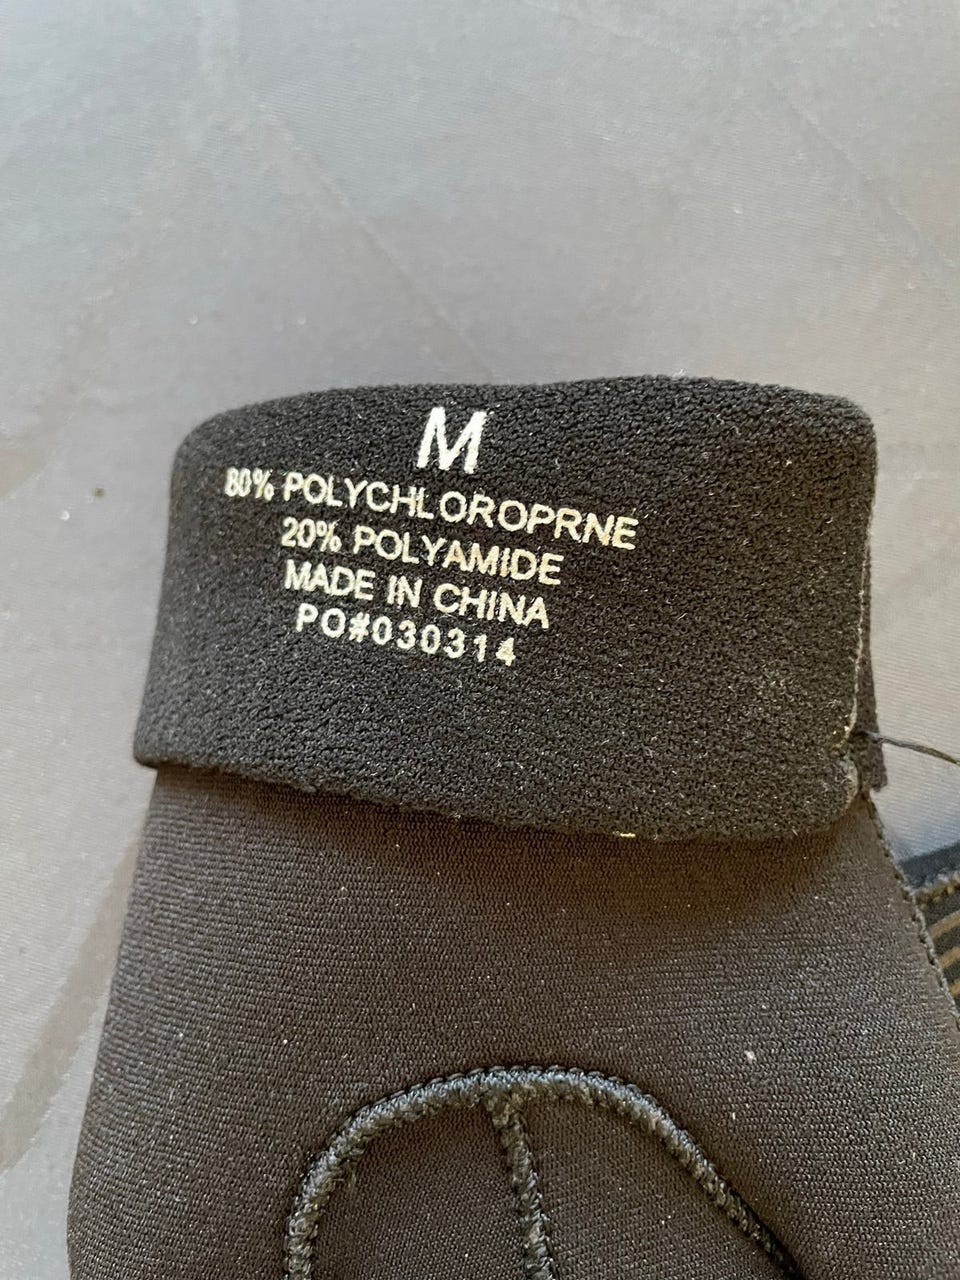 M
80% POLYCHLOROPRNE
20% POLYAMIDE
MADE IN CHINA
PO#030314